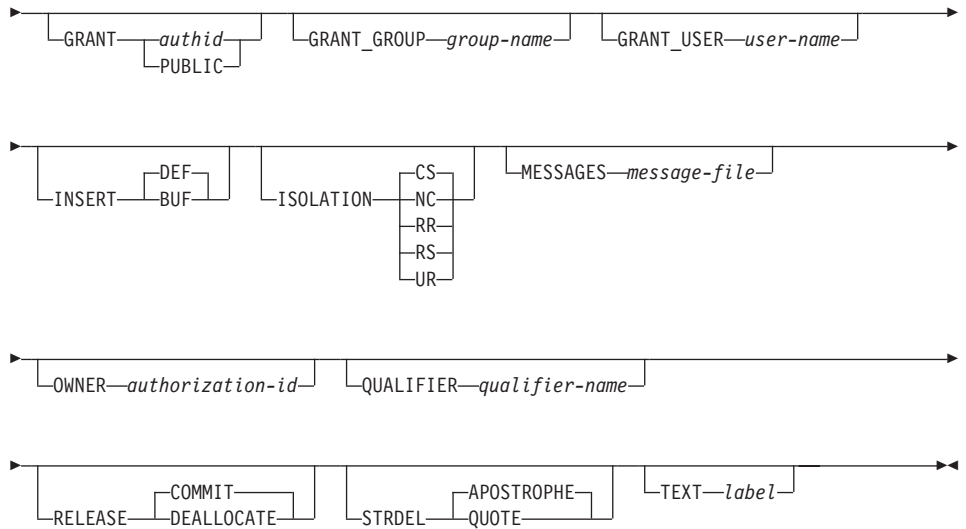 GRANT authid GRANT_GROUP group-name GRANT_USER user-name
PUBLIC
DEF CS MESSAGES message-file
INSERT BUF ISOLATION NC
RR
RS
UR
OWNER authorization-id QUALIFIER qualifier-name
COMMIT APOSTROPHE TEXT label
RELEASE DEALLOCATE STRDEL QUOTE